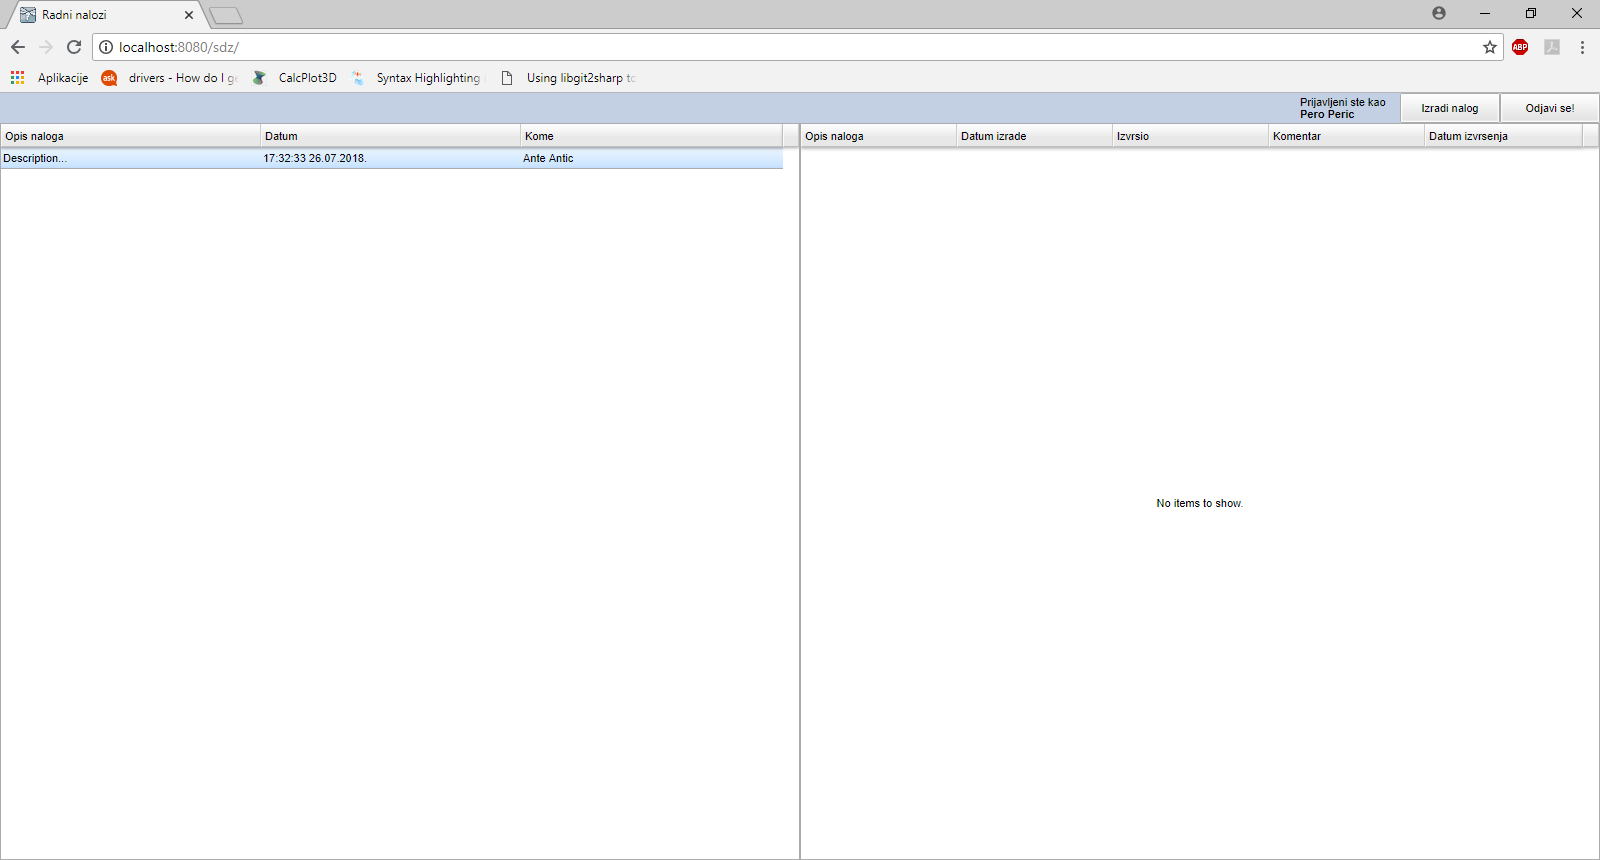 Radni nalozi
localhost:8080/sdz/
ABP
Aplikacije
ask
drivers - How do I
CalcPlot3D
Syntax Highlighting
Using libgit2sharp
Prijavljeni ste kao
Pero Peric
Izradi nalog
Odjavi se!
Opis naloga
Datum
Kome
Opis naloga
Datum izrade
Izvrsio
Komentar
Datum izvrsenja
Description...
17:32:33 26.07.2018.
Ante Antic
No items to show.